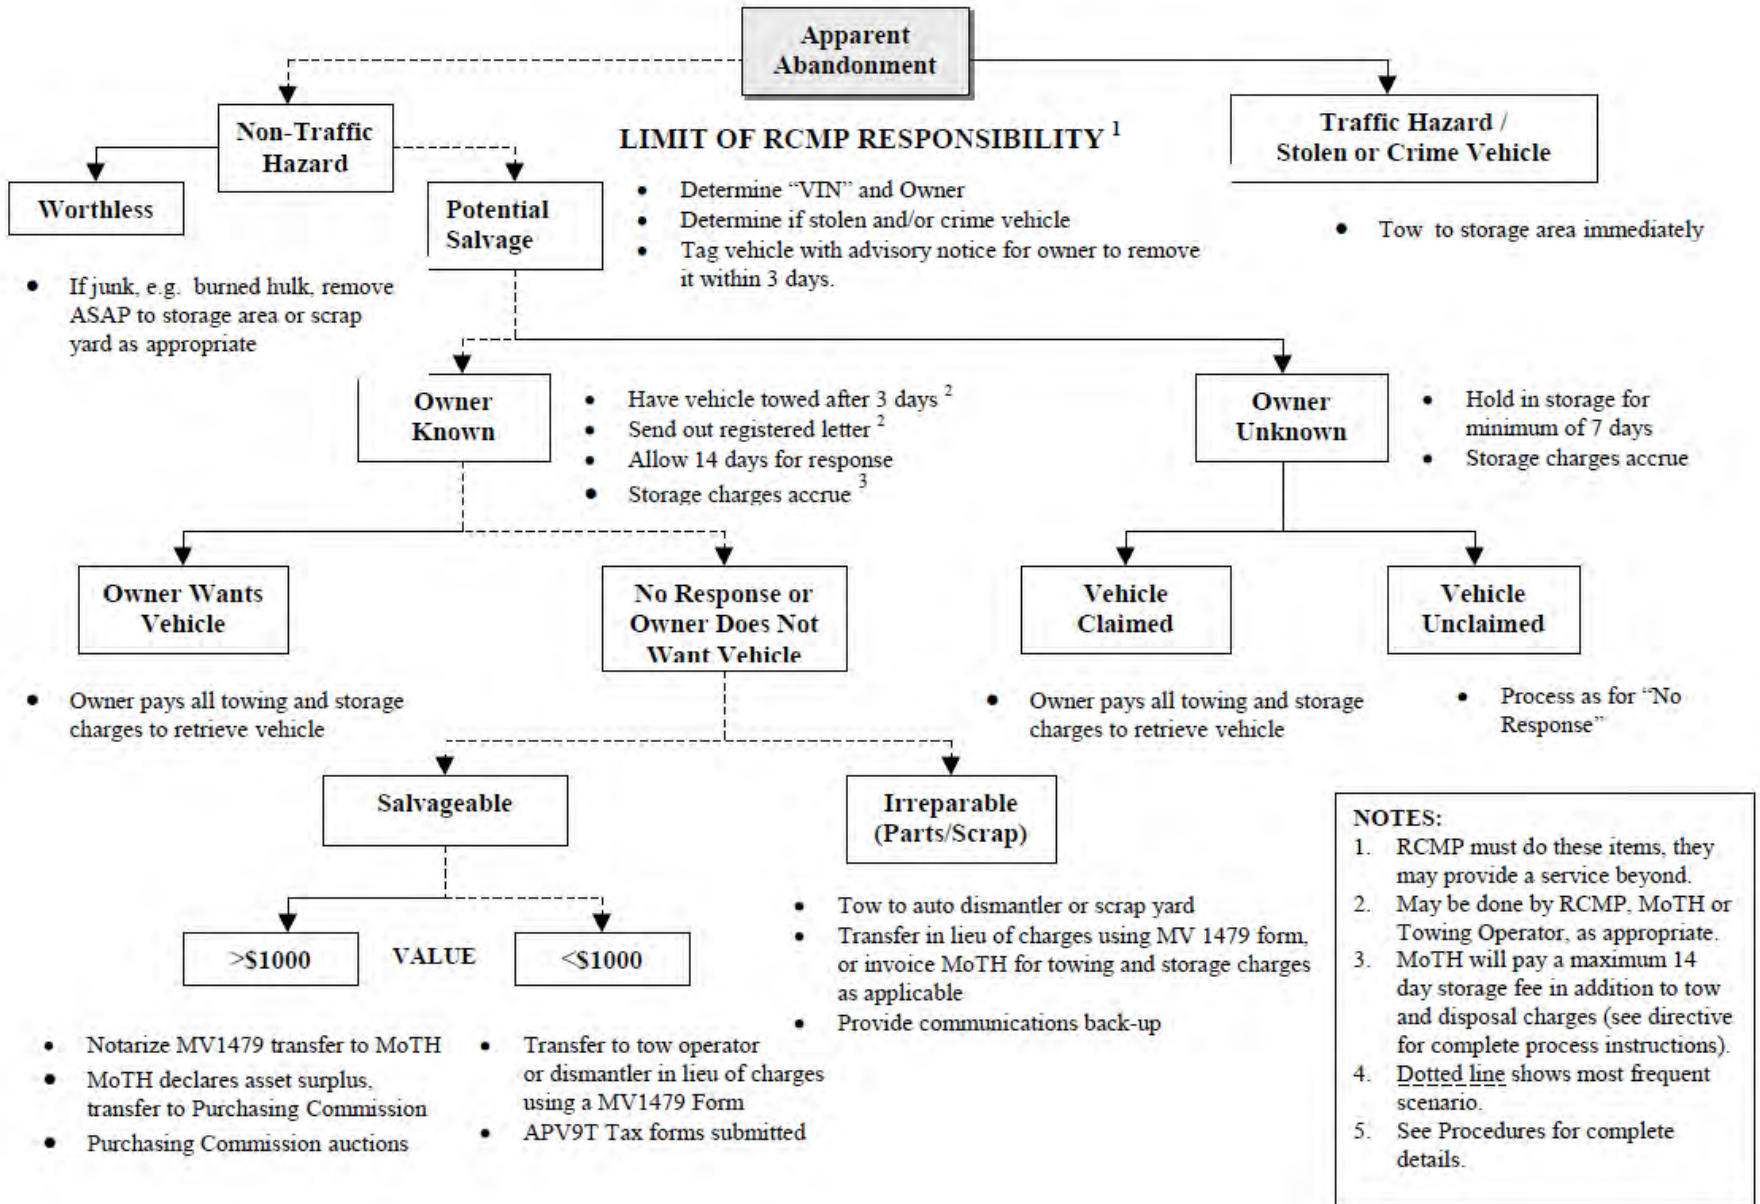 Apparent
Abandonment
Non-Traffic
Hazard
LIMIT OF RCMP RESPONSIBILITY 1
Traffic Hazard /
Stolen or Crime Vehicle
Worthless
Potential
Salvage
• Determine “VIN” and Owner
• Determine if stolen and/or crime vehicle
• Tag vehicle with advisory notice for owner to remove
it within 3 days.
• Tow to storage area immediately
• If junk, e.g. burned hulk, remove
ASAP to storage area or scrap
yard as appropriate
Owner
Known
• Have vehicle towed after 3 days 2
• Send out registered letter 2
• Allow 14 days for response
• Storage charges accrue 3
Owner
Unknown
• Hold in storage for
minimum of 7 days
• Storage charges accrue
Owner Wants
Vehicle
No Response or
Owner Does Not
Want Vehicle
Vehicle
Claimed
Vehicle
Unclaimed
• Owner pays all towing and storage
charges to retrieve vehicle
• Owner pays all towing and storage
charges to retrieve vehicle
• Process as for “No
Response”
Salvageable
Irreparable
(Parts/Scrap)
>$1000
VALUE
<$1000
• Tow to auto dismantler or scrap yard
• Transfer in lieu of charges using MV 1479 form,
or invoice MoTH for towing and storage charges
as applicable
• Provide communications back-up
• Notarize MV1479 transfer to MoTH
• MoTH declares asset surplus,
transfer to Purchasing Commission
• Purchasing Commission auctions
• Transfer to tow operator
or dismantler in lieu of charges
using a MV1479 Form
• APV9T Tax forms submitted
NOTES:
1. RCMP must do these items, they
may provide a service beyond.
2. May be done by RCMP, MoTH or
Towing Operator, as appropriate.
3. MoTH will pay a maximum 14
day storage fee in addition to tow
and disposal charges (see directive
for complete process instructions).
4. Dotted line shows most frequent
scenario.
5. See Procedures for complete
details.